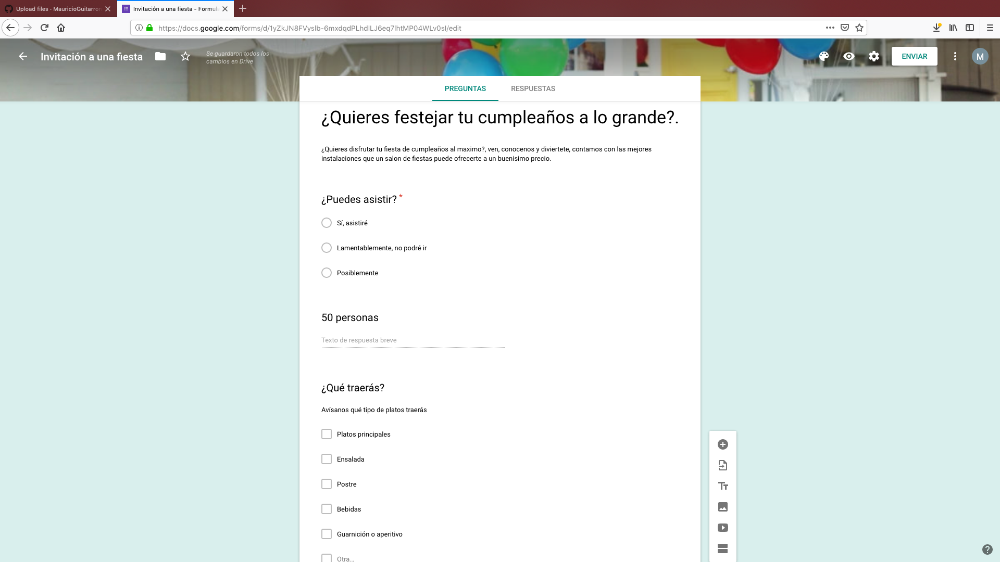 Upload files · MauricioGuitarron
Invitación a una fiesta - Formula
https://docs.google.com/forms/d/1yZkJN8FVyslb-6mxdqdPLhdlLJ6eq7lhtMP04WLv0sI/edit
Invitación a una fiesta
Se guardaron todos los
cambios en Drive
ENVIAR
M
PREGUNTAS
RESPUESTAS
¿Quieres festejar tu cumpleaños a lo grande?.
¿Quieres disfrutar tu fiesta de cumpleaños al maximo?, ven, conocenos y diviertete, contamos con las mejores
instalaciones que un salon de fiestas puede ofrecerte a un buenisimo precio.
¿Puedes asistir? *
Sí, asistiré
Lamentablemente, no podré ir
Posiblemente
50 personas
Texto de respuesta breve
¿Qué traerás?
Avísanos qué tipo de platos traerás
Platos principales
Ensalada
Postre
Bebidas
Guarnición o aperitivo
Otra...